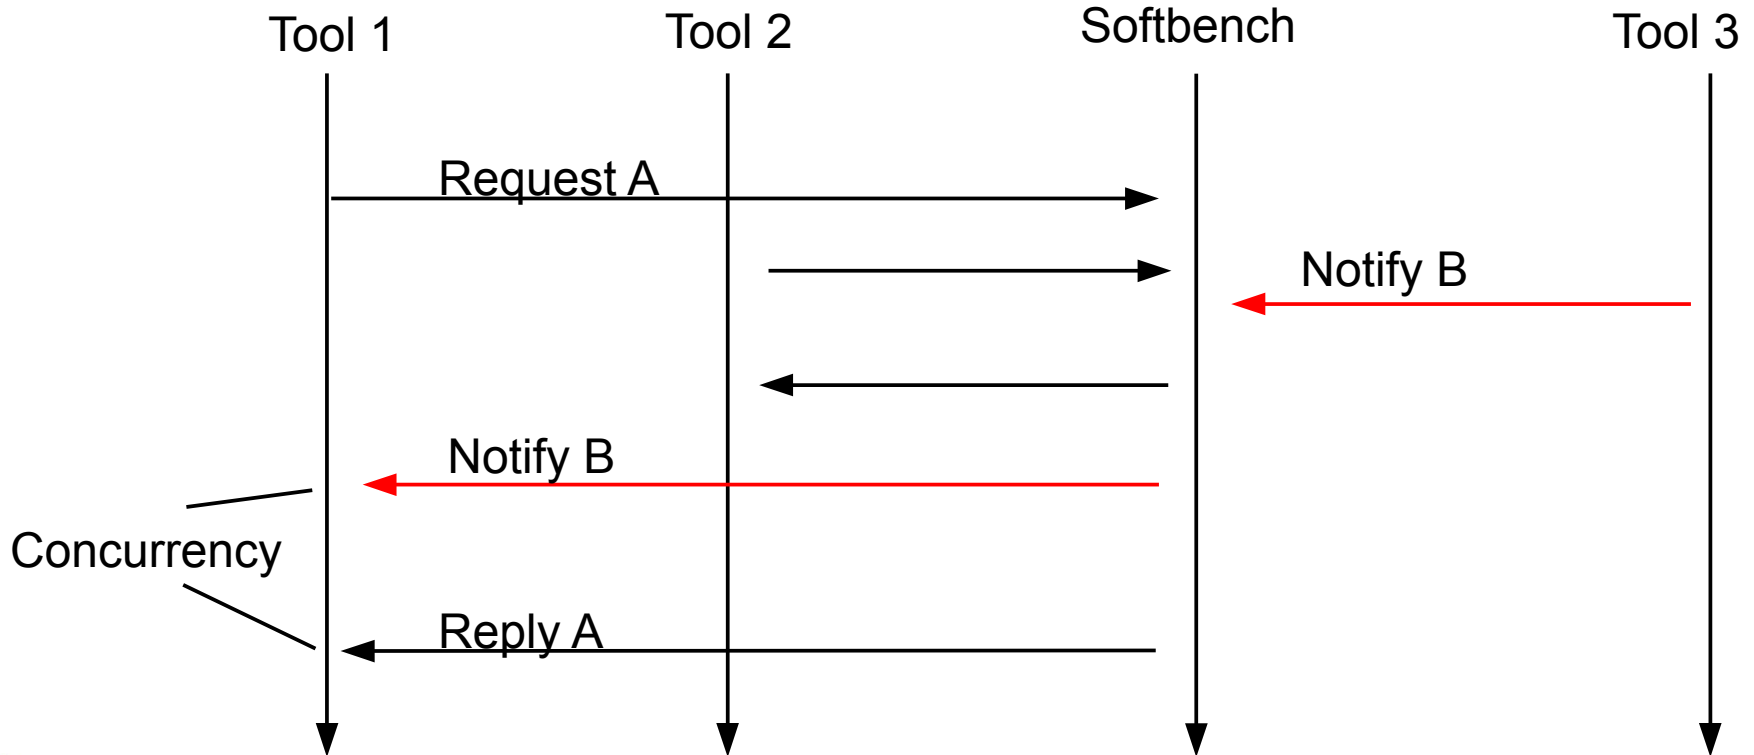 Tool 1
Tool 2
Softbench
Tool 3
Request A
Notify B
Notify B
Concurrency
Reply A